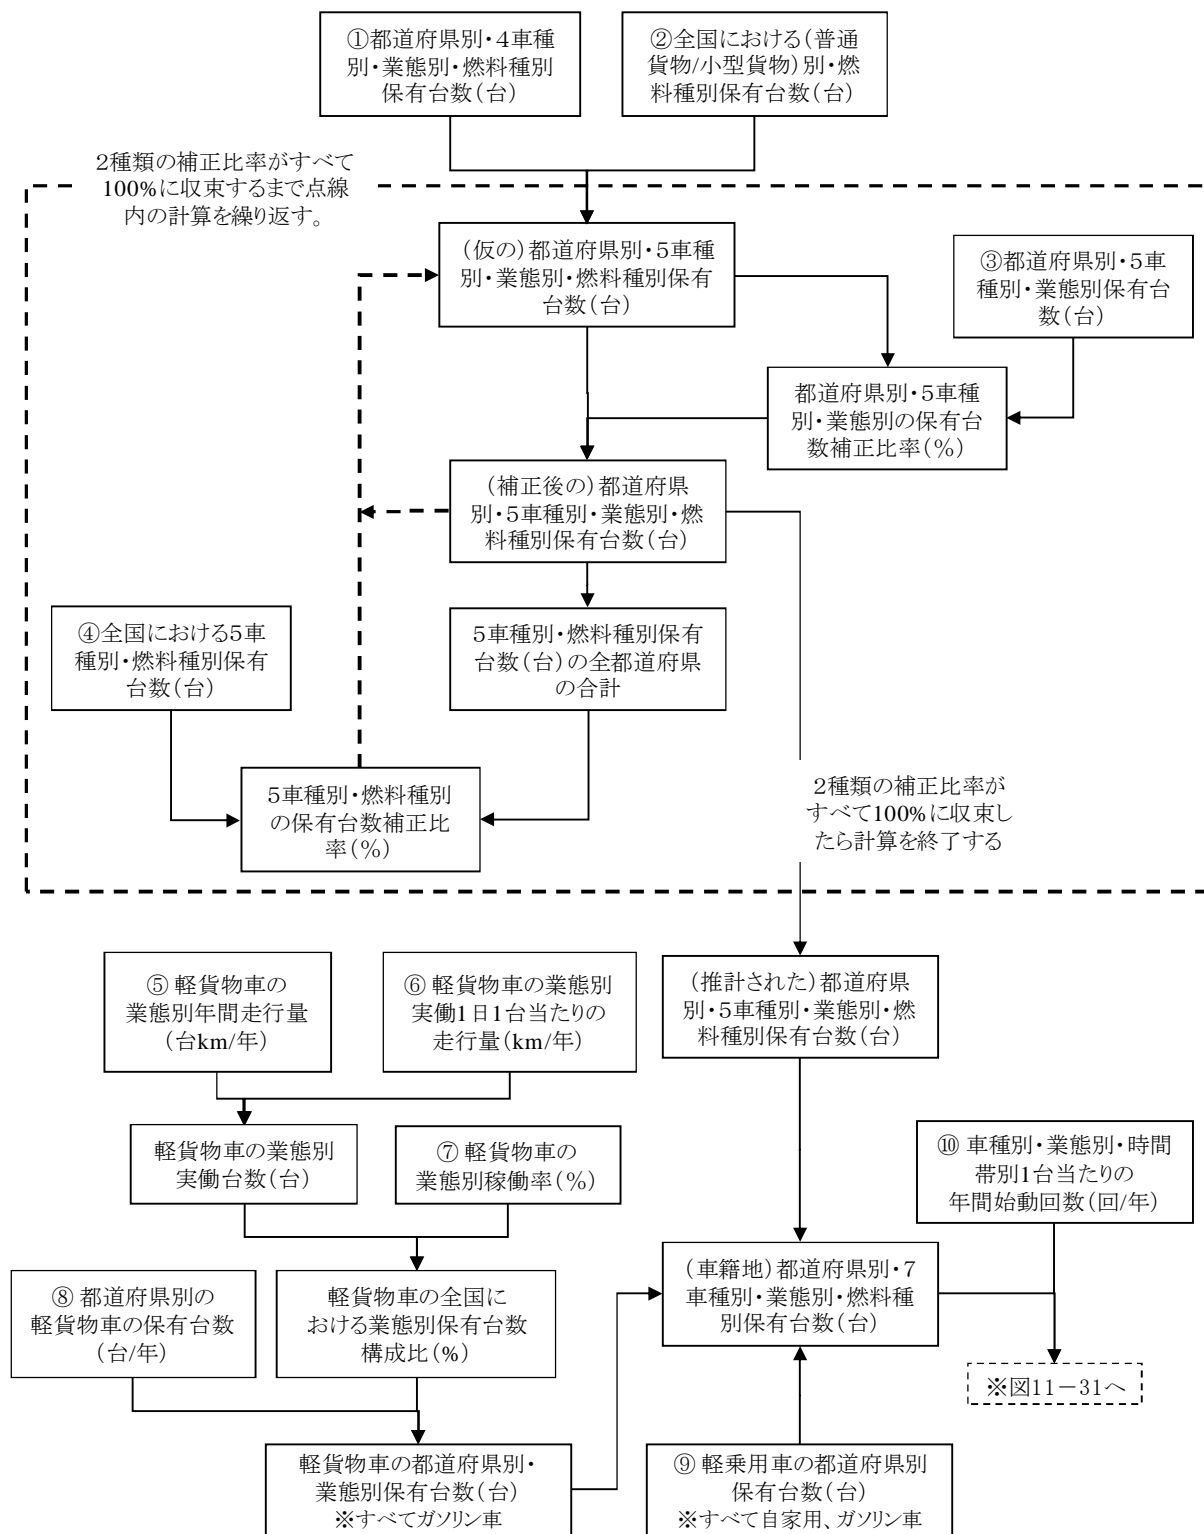 ①都道府県別・4車種
別・業態別・燃料種別
保有台数(台)
②全国における(普通
貨物/小型貨物)別・燃
料種別保有台数(台)
2種類の補正比率がすべて
100%に収束するまで点線
内の計算を繰り返す。
(仮の)都道府県別・5車種
別・業態別・燃料種別保有
台数(台)
③都道府県別・5車
種別・業態別保有台
数(台)
都道府県別・5車種
別・業態別の保有台
数補正比率(%)
(補正後の)都道府県
別・5車種別・業態別・燃
料種別保有台数(台)
④全国における5車
種別・燃料種別保有
台数(台)
5車種別・燃料種別保有
台数(台)の全都道府県
の合計
5車種別・燃料種別
の保有台数補正比
率(%)
2種類の補正比率が
すべて100%に収束し
たら計算を終了する
⑤ 軽貨物車の
業態別年間走行量
(台km/年)
⑥ 軽貨物車の業態別
実働1日1台当たりの
走行量(km/年)
(推計された)都道府県
別・5車種別・業態別・燃
料種別保有台数(台)
軽貨物車の業態別
実働台数(台)
⑦ 軽貨物車の
業態別稼働率(%)
⑩ 車種別・業態別・時間
帯別1台当たりの
年間始動回数(回/年)
⑧ 都道府県別の
軽貨物車の保有台数
(台/年)
軽貨物車の全国に
おける業態別保有台数
構成比(%)
(車籍地)都道府県別・7
車種別・業態別・燃料種
別保有台数(台)
※図11-31へ
軽貨物車の都道府県別・
業態別保有台数(台)
※すべてガソリン車
⑨ 軽乗用車の都道府県別
保有台数(台)
※すべて自家用、ガソリン車